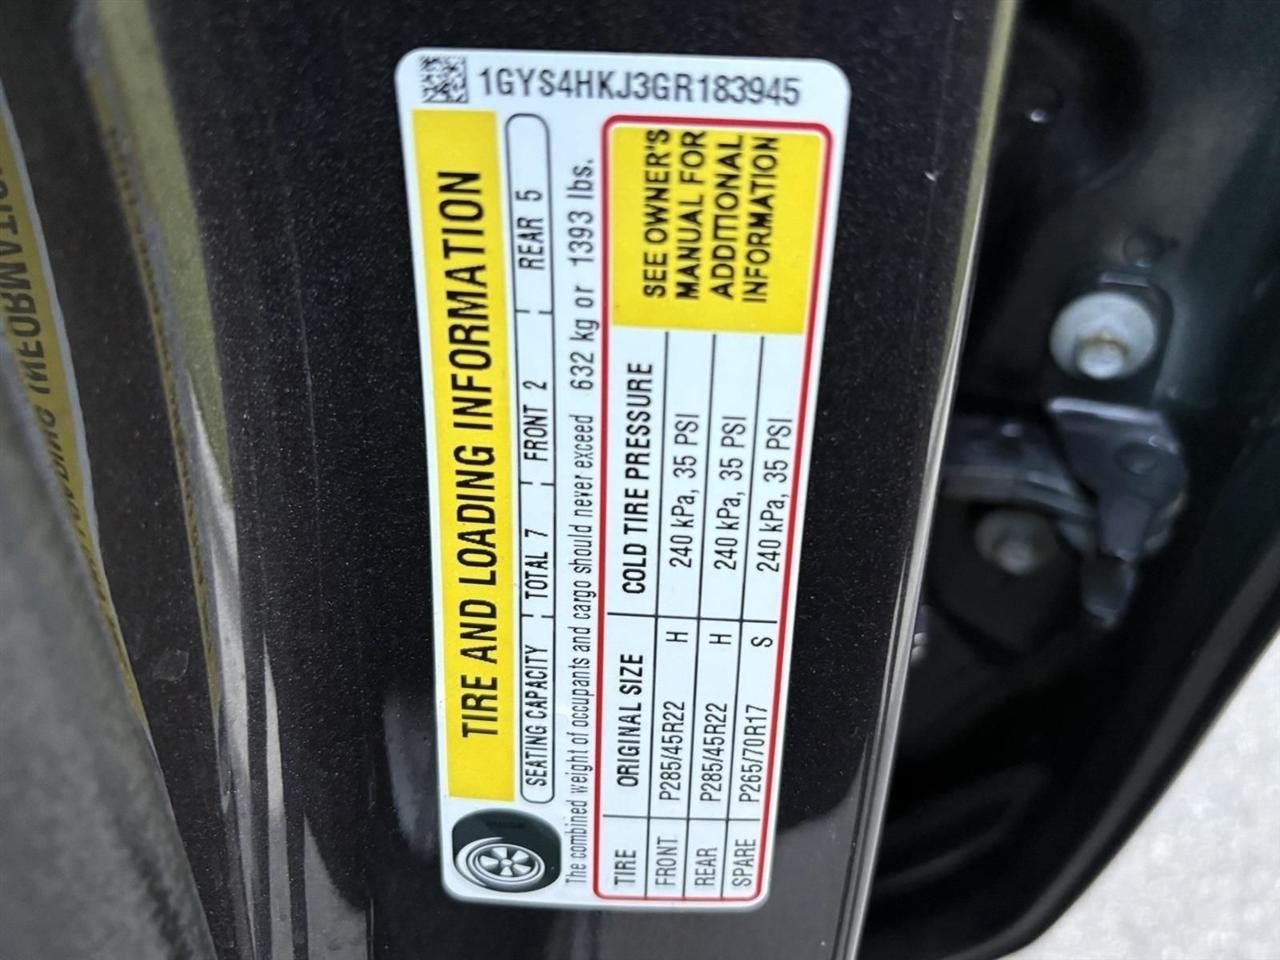 1GYS4HKJ3GR183945
TIRE AND LOADING INFORMATION
SEATING CAPACITY TOTAL 7 FRONT 2 REAR 5
The combined weight of occupants and cargo should never exceed 632 kg or 1393 lbs.
TIRE ORIGINAL SIZE COLD TIRE PRESSURE
FRONT P285/45R22 H 240 kPa, 35 PSI
REAR P285/45R22 H 240 kPa, 35 PSI
SPARE P265/70R17 S 240 kPa, 35 PSI
SEE OWNER'S
MANUAL FOR
ADDITIONAL
INFORMATION